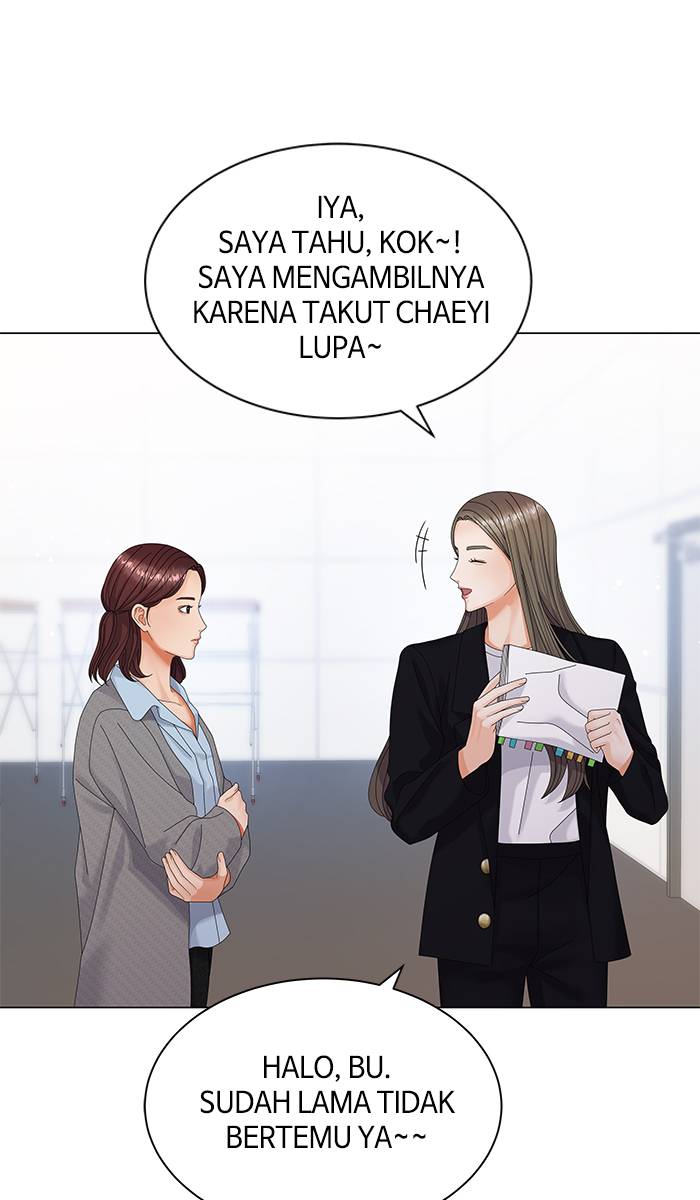 IYA,
SAYA TAHU, KOK~!
SAYA MENGAMBILNYA
KARENA TAKUT CHAEYI
LUPA~
HALO, BU.
SUDAH LAMA TIDAK
BERTEMU YA~~